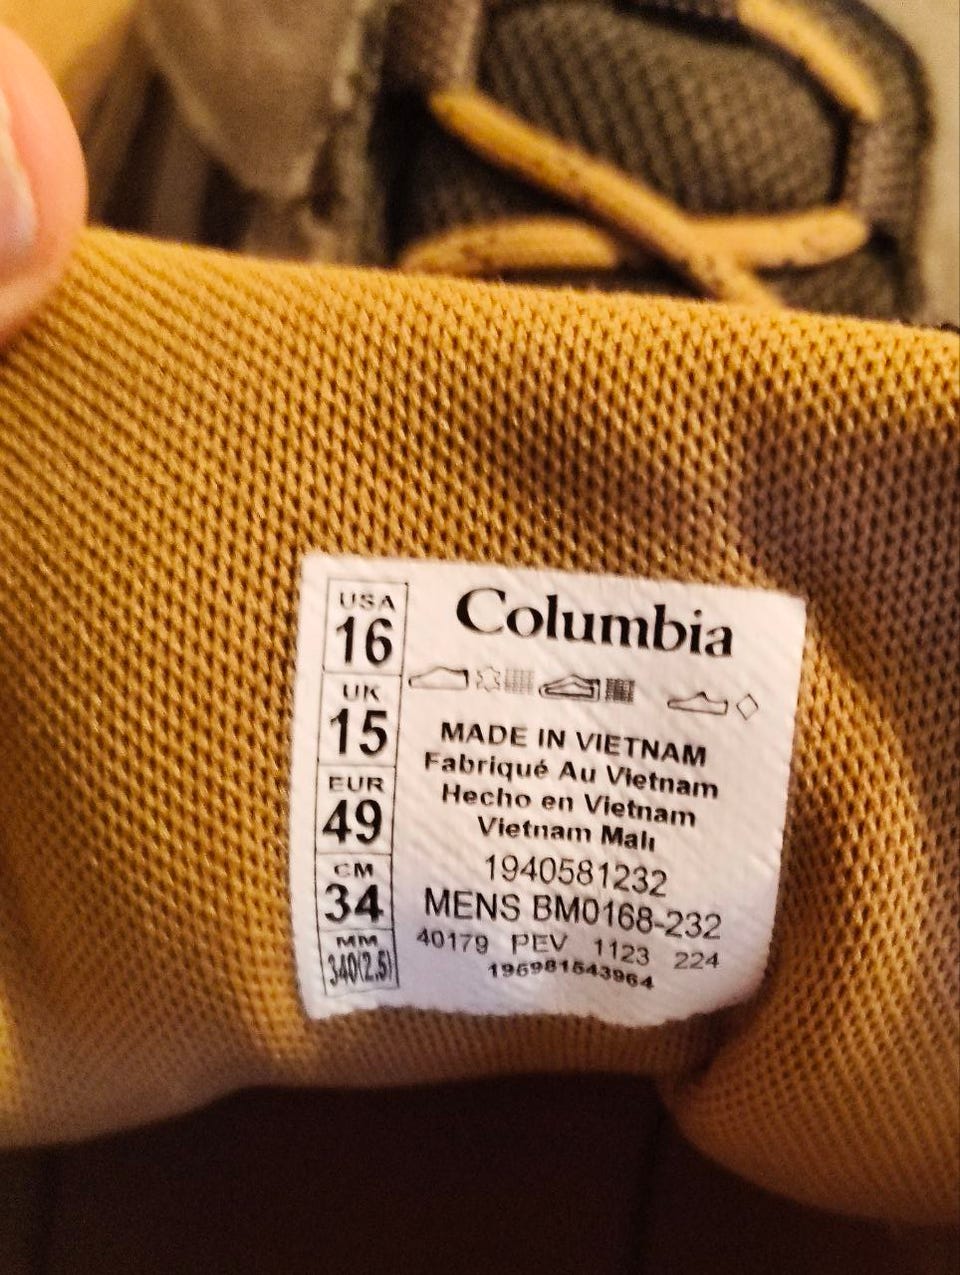 USA
16
UK
15
EUR
49
CM
34
MM
340(2.5)
Columbia
MADE IN VIETNAM
Fabriqué Au Vietnam
Hecho en Vietnam
Vietnam Malı
1940581232
MENS BM0168-232
40179 PEV 1123 224
195981543964